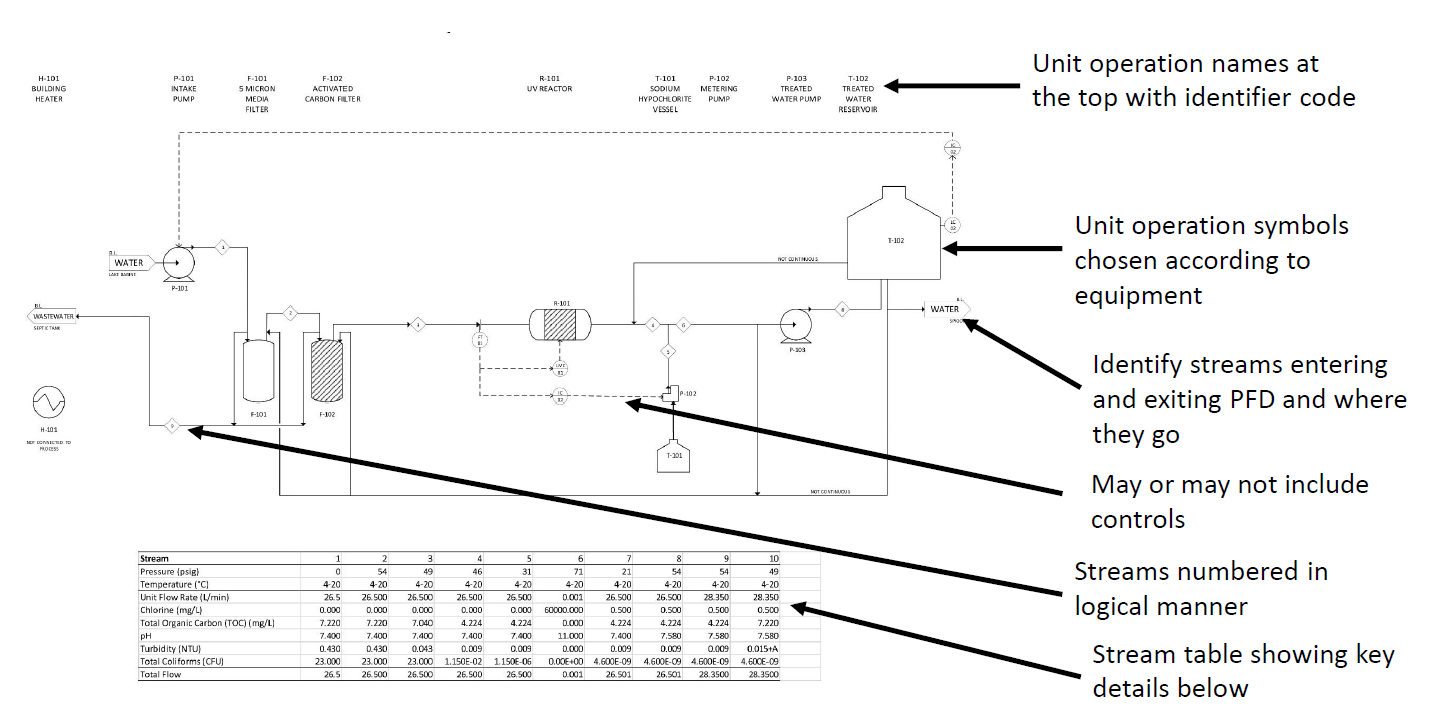 H-101
BUILDING
HEATER
P-101
INTAKE
PUMP
F-101
5 MICRON
MEDIA
FILTER
F-102
ACTIVATED
CARBON FILTER
R-101
UV REACTOR
T-101
SODIUM
HYPOCHLORITE
VESSEL
P-102
METERING
PUMP
P-103
TREATED
WATER PUMP
T-102
TREATED
WATER
RESERVOIR
Unit operation names at
the top with identifier code
02
T-102
Unit operation symbols
chosen according to
equipment
B.L.
WATER
P-101
1
NOT CONTINUOUS
B.L.
WASTEWATER
SEPTIC TANK
2
3
R-101
4
6
5
P-103
8
B.L.
WATER
Identify streams entering
and exiting PFD and where
they go
F-101
F-102
P-102
T-101
H-101
NOT CONNECTED TO
PROCESS
9
NOT CONTINUOUS
May or may not include
controls
Streams numbered in
logical manner
Stream table showing key
details below
Stream 1 2 3 4 5 6 7 8 9 10
Pressure (psig) 0 54 49 46 31 71 21 54 54 49
Temperature (°C) 4-20 4-20 4-20 4-20 4-20 4-20 4-20 4-20 4-20 4-20
Unit Flow Rate (L/min) 26.5 26.500 26.500 26.500 26.500 0.001 26.500 26.500 28.350 28.350
Chlorine (mg/L) 0.000 0.000 0.000 0.000 0.000 60000.000 0.500 0.500 0.500 0.500
Total Organic Carbon (TOC) (mg/L) 7.220 7.220 7.040 4.224 4.224 0.000 4.224 4.224 4.224 7.220
pH 7.400 7.400 7.400 7.400 7.400 11.000 7.400 7.580 7.580 7.580
Turbidity (NTU) 0.430 0.430 0.043 0.009 0.009 0.000 0.009 0.009 0.009 0.015+A
Total Coliforms (CFU) 23.000 23.000 23.000 1.150E-02 1.150E-06 0.00E+00 4.600E-09 4.600E-09 4.600E-09 4.600E-09
Total Flow 26.5 26.500 26.500 26.500 26.500 0.001 26.501 26.501 28.3500 28.3500